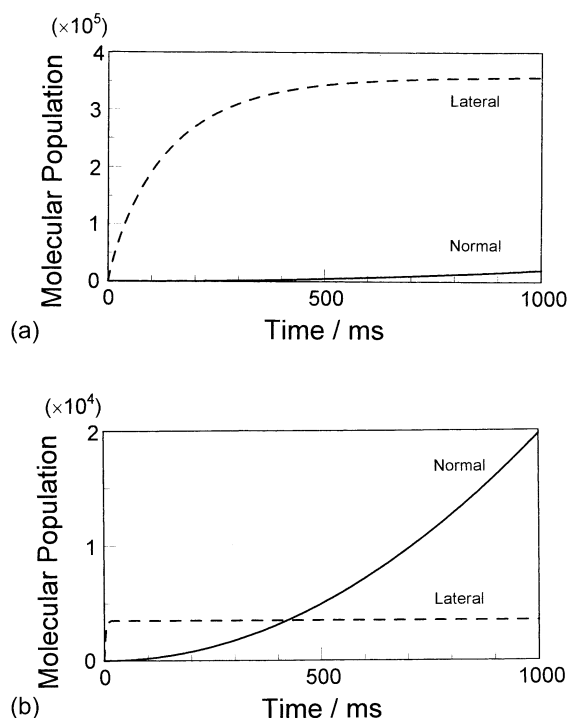 (×10⁵)
4
3
2
1
0
Molecular Population
Lateral
Normal
0
500
1000
Time / ms
(a)
(×10⁴)
2
1
0
Molecular Population
Normal
Lateral
0
500
1000
Time / ms
(b)